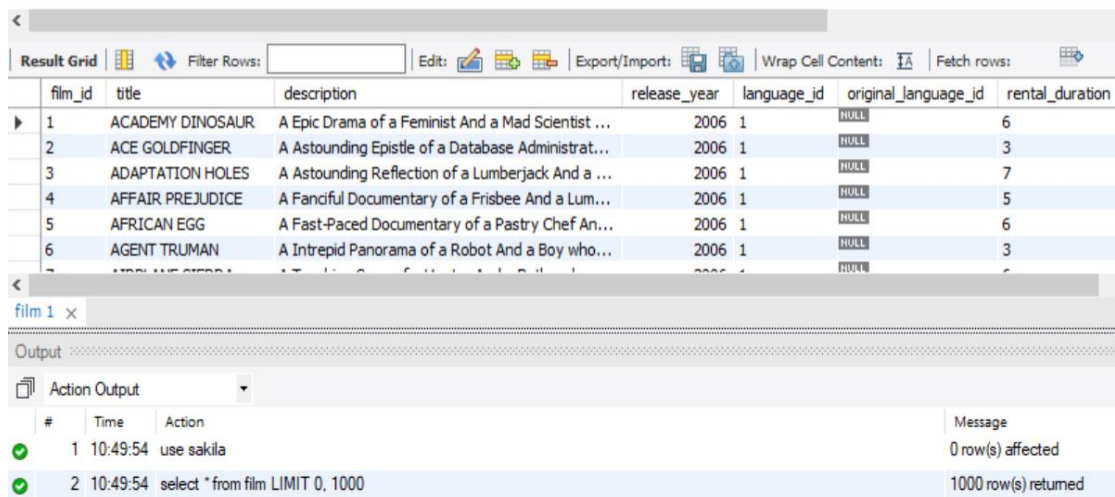 Result Grid Filter Rows: Edit: Export/Import: Wrap Cell Content: IA Fetch rows:
film_id title description release_year language_id original_language_id rental_duration
1 ACADEMY DINOSAUR A Epic Drama of a Feminist And a Mad Scientist ... 2006 1 NULL 6
2 ACE GOLDFINGER A Astounding Epistle of a Database Administrat... 2006 1 NULL 3
3 ADAPTATION HOLES A Astounding Reflection of a Lumberjack And a ... 2006 1 NULL 7
4 AFFAIR PREJUDICE A Fanciful Documentary of a Frisbee And a Lum... 2006 1 NULL 5
5 AFRICAN EGG A Fast-Paced Documentary of a Pastry Chef An... 2006 1 NULL 6
6 AGENT TRUMAN A Intrepid Panorama of a Robot And a Boy who... 2006 1 NULL 3
NULL
film 1 ×
Output
Action Output
# Time Action Message
1 10:49:54 use sakila 0 row(s) affected
2 10:49:54 select * from film LIMIT 0, 1000 1000 row(s) returned